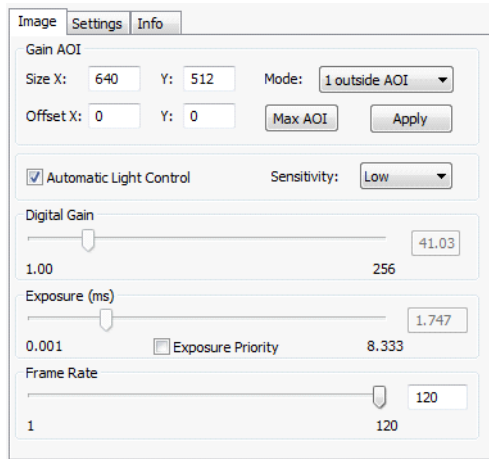 Image Settings Info
Gain AOI
Size X: 640 Y: 512 Mode: 1 outside AOI
Offset X: 0 Y: 0 Max AOI Apply
Automatic Light Control Sensitivity: Low
Digital Gain
41.03
1.00 256
Exposure (ms)
1.747
0.001 Exposure Priority 8.333
Frame Rate
120
1 120